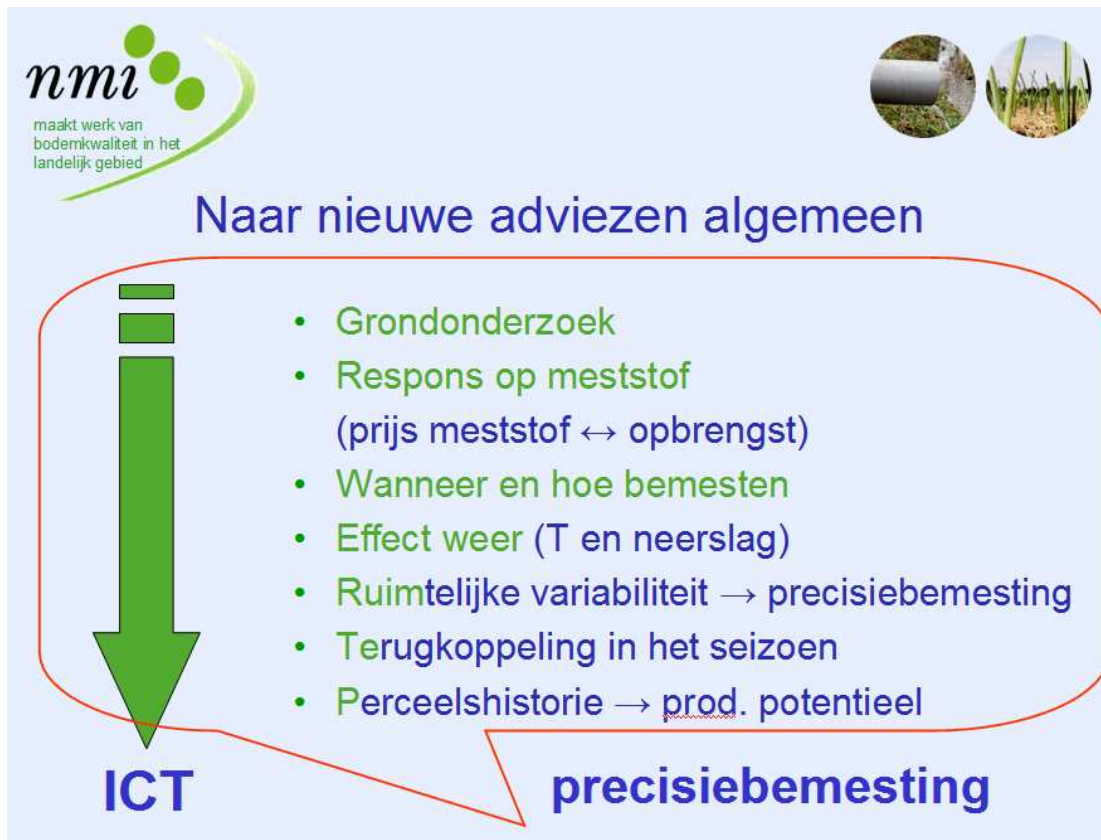 nmi
maakt werk van
bodemkwaliteit in het
landelijk gebied
Naar nieuwe adviezen algemeen
• Grondonderzoek
• Respons op meststof
(prijs meststof ↔ opbrengst)
• Wanneer en hoe bemesten
• Effect weer (T en neerslag)
• Ruimtelijke variabiliteit → precisiebemesting
• Terugkoppeling in het seizoen
• Perceelshistorie → prod. potentieel
ICT
precisiebemesting